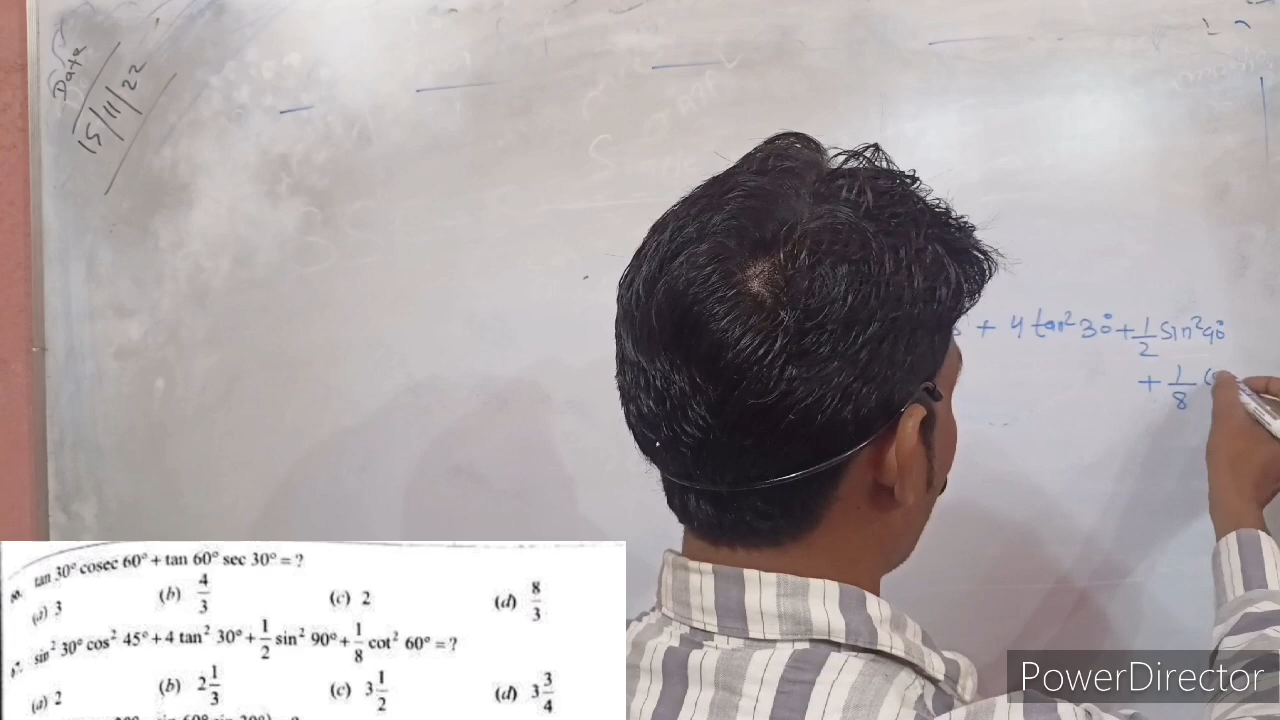 Date
15/11/22
+ 4 tan² 30° + 1/2 sin² 90°
+ 1/8
tan 30° cosec 60° + tan 60° sec 30° = ?
(a) 3 (b) 4/3 (c) 2 (d) 8/3
sin² 30° cos² 45° + 4 tan² 30° + 1/2 sin² 90° + 1/8 cot² 60° = ?
(a) 2 (b) 2 1/3 (c) 3 1/2 (d) 3 3/4
PowerDirector